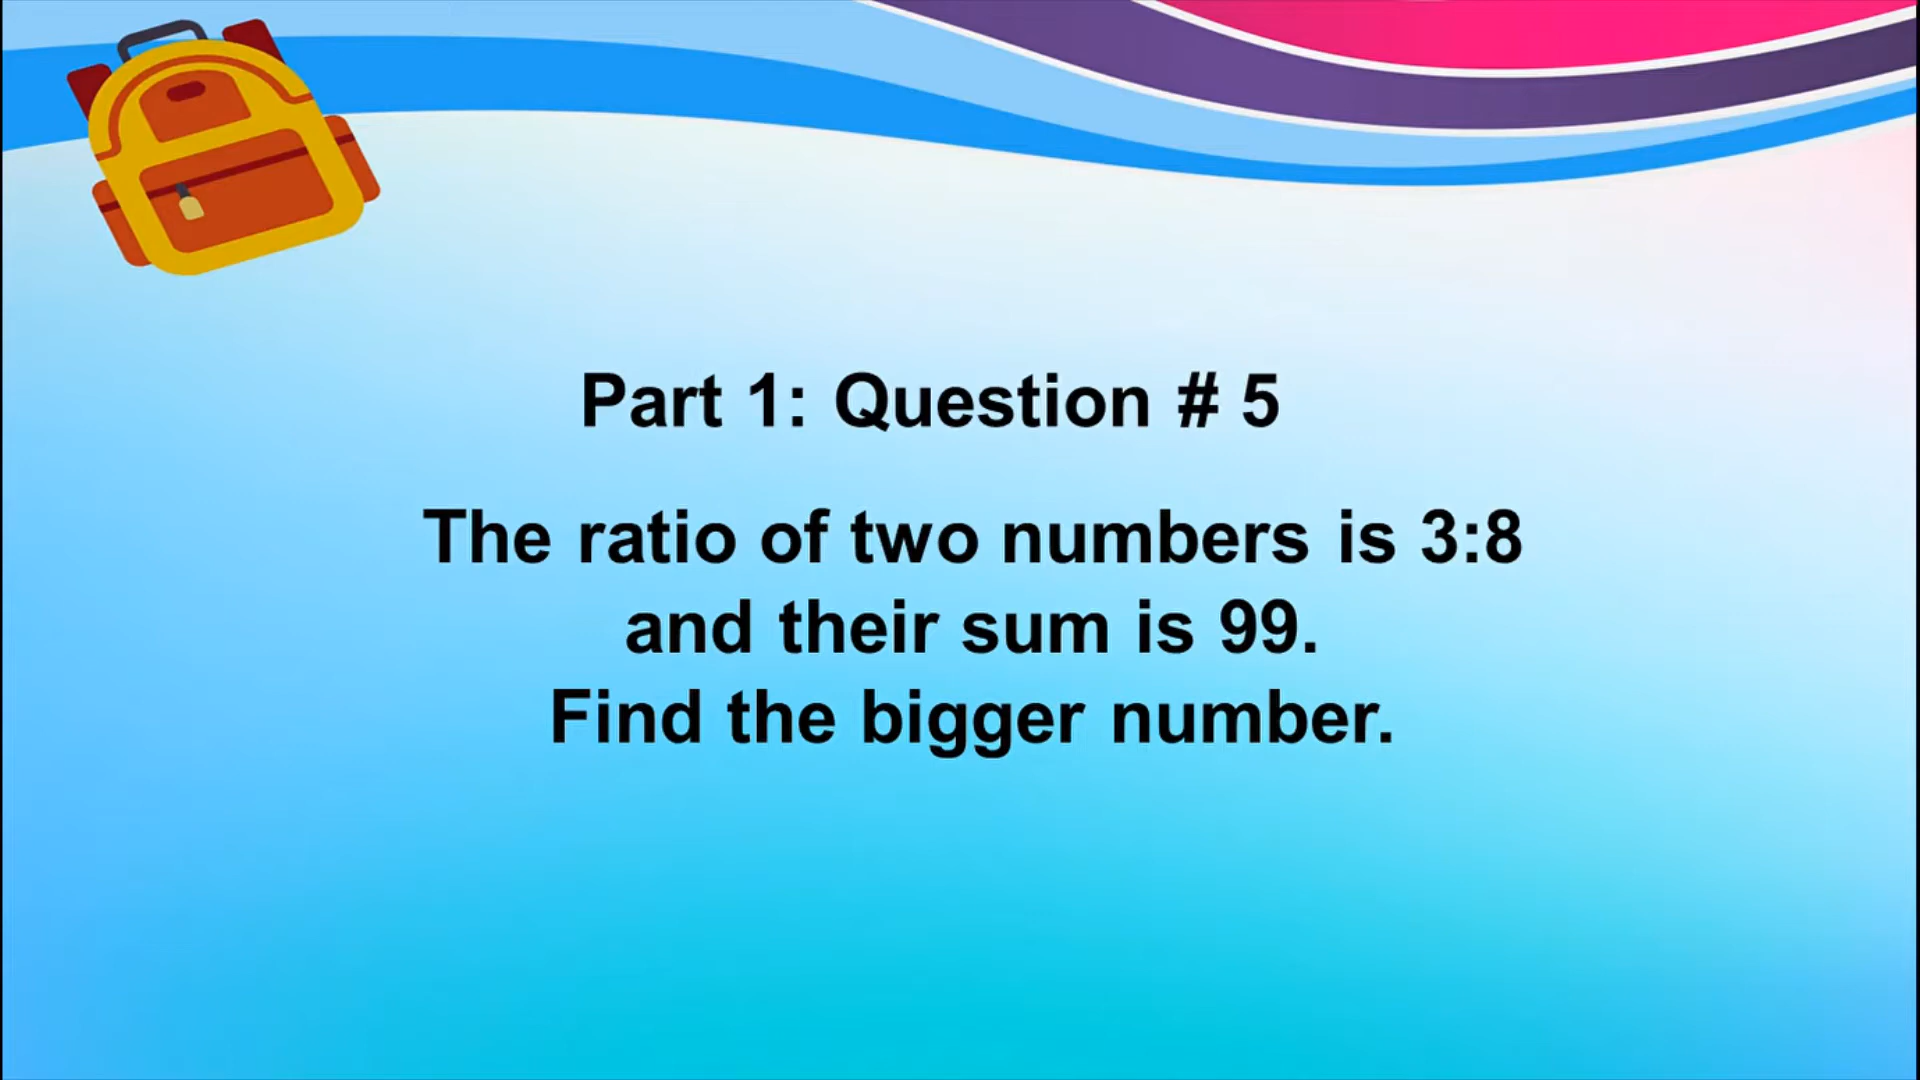 Part 1: Question # 5
The ratio of two numbers is 3:8
and their sum is 99.
Find the bigger number.